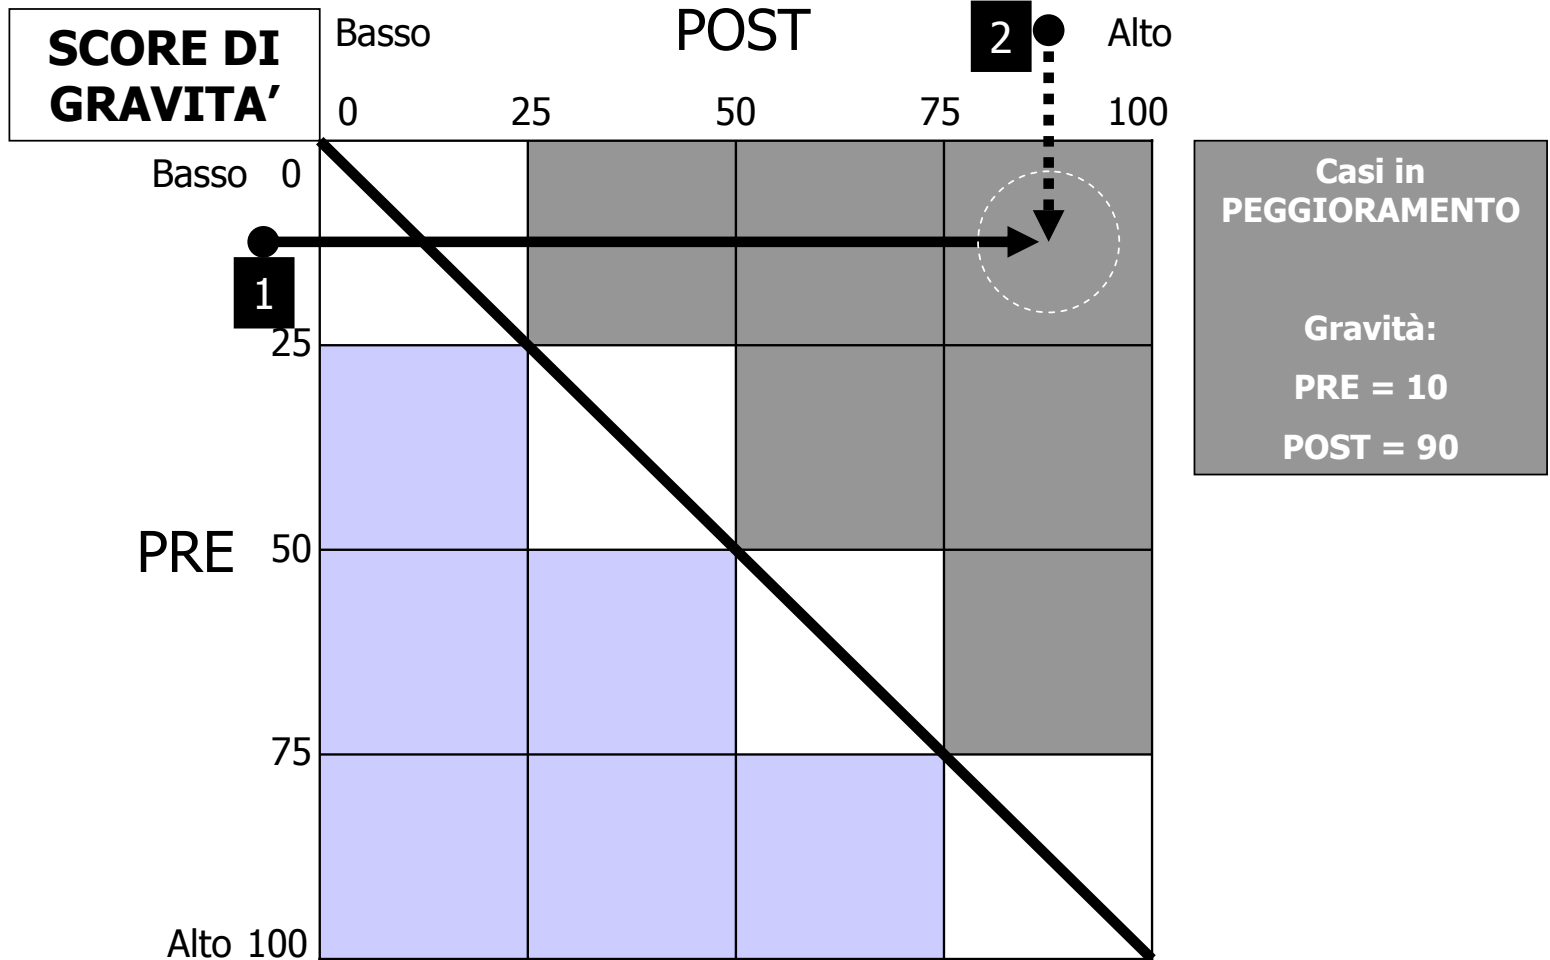 SCORE DI
GRAVITA’
Basso
POST
2
Alto
0
25
50
75
100
Basso 0
1
25
PRE
50
75
Alto 100
Casi in
PEGGIORAMENTO
Gravità:
PRE = 10
POST = 90